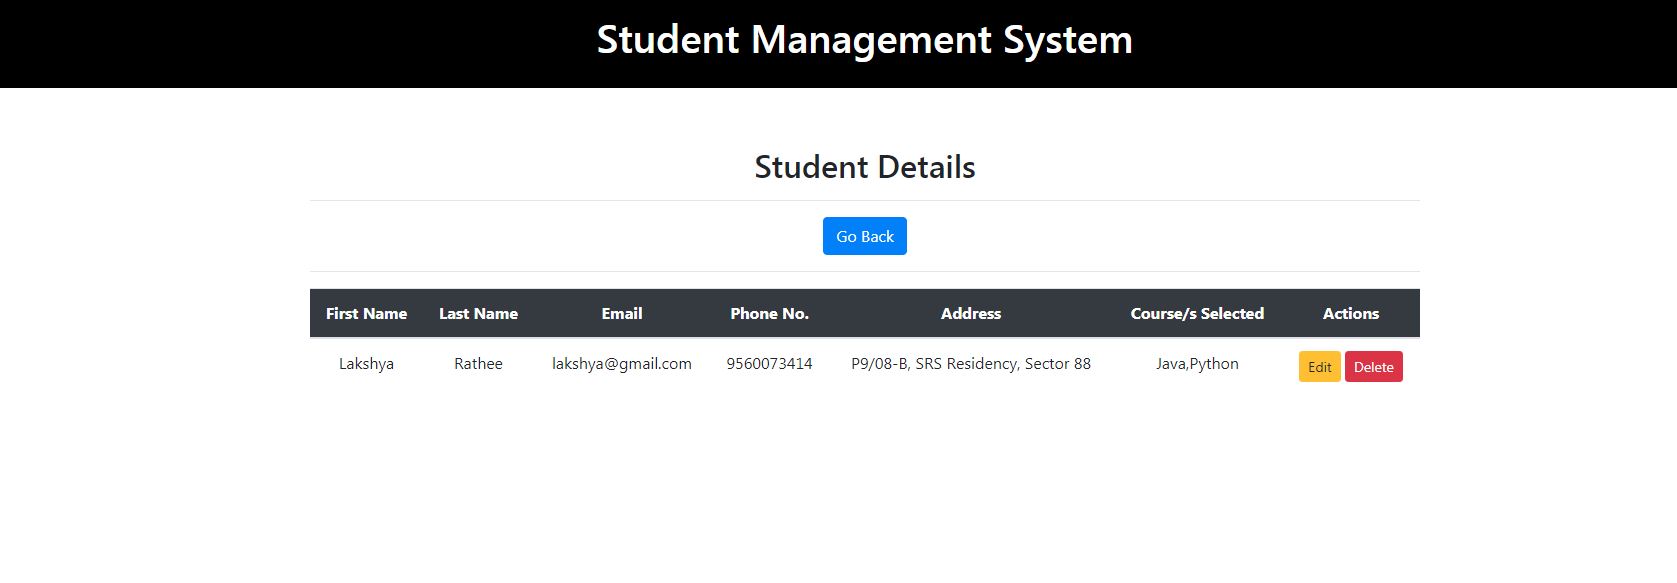 Student Management System
Student Details
Go Back
First Name Last Name Email Phone No. Address Course/s Selected Actions
Lakshya Rathee lakshya@gmail.com 9560073414 P9/08-B, SRS Residency, Sector 88 Java,Python Edit Delete